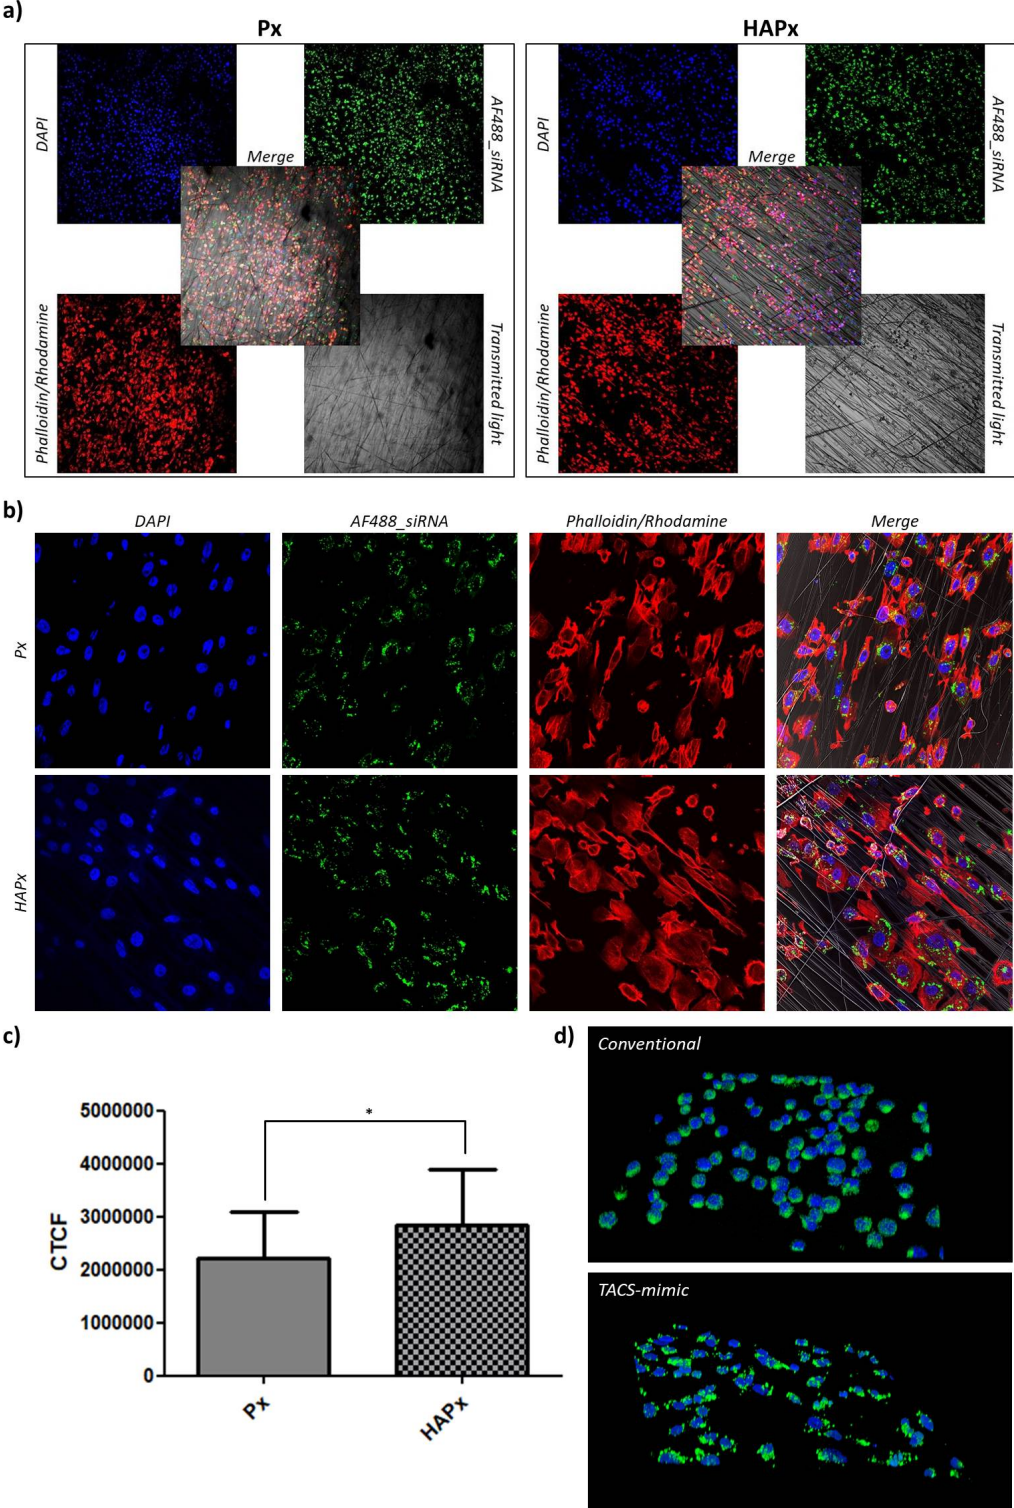 a)
Px
HAPx
DAPI
AF488_siRNA
Merge
Phalloidin/Rhodamine
Transmitted light
DAPI
AF488_siRNA
Merge
Phalloidin/Rhodamine
Transmitted light
b)
DAPI
AF488_siRNA
Phalloidin/Rhodamine
Merge
Px
HAPx
c)
5000000
4000000
3000000
2000000
1000000
0
CTCF
*
Px
HAPx
d)
Conventional
TACS-mimic